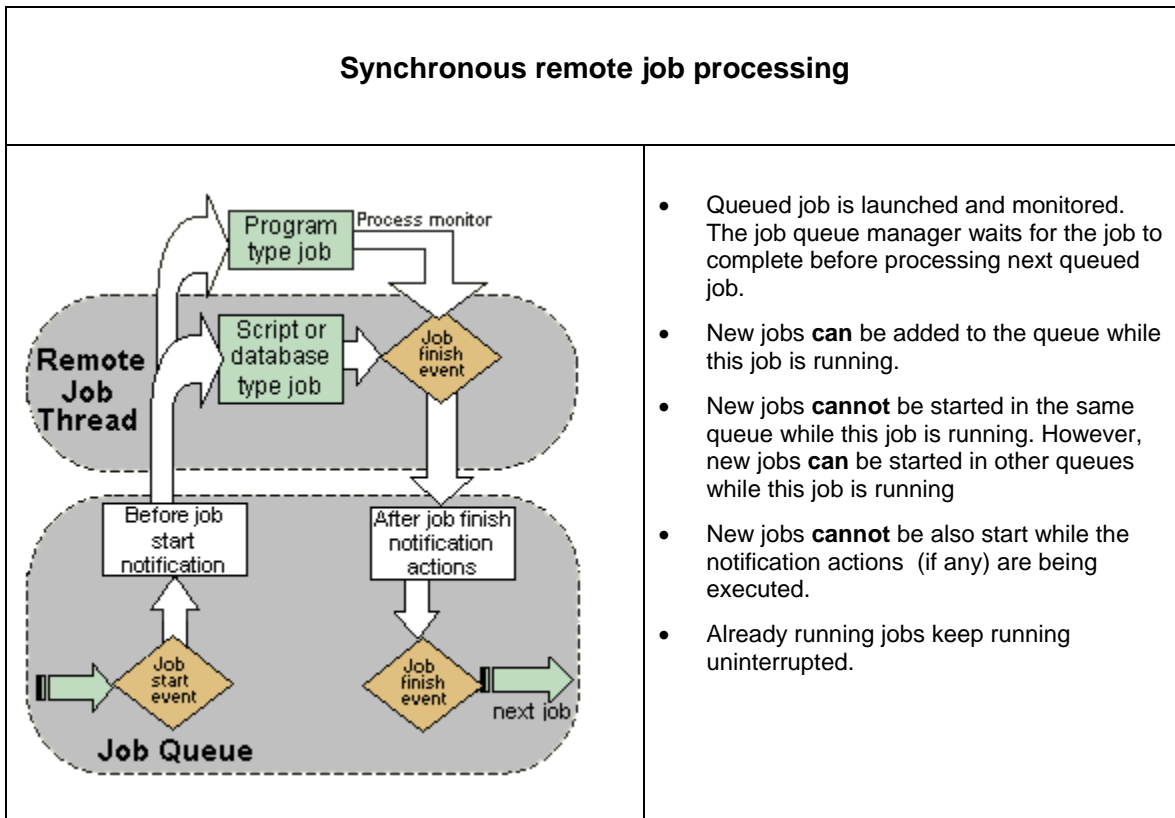 Synchronous remote job processing
Program
type job
Process monitor
Script or
database
type job
Job
finish
event
Remote
Job
Thread
Before job
start
notification
After job finish
notification
actions
Job
start
event
Job
finish
event
next job
Job Queue
• Queued job is launched and monitored.
The job queue manager waits for the job to
complete before processing next queued
job.
• New jobs can be added to the queue while
this job is running.
• New jobs cannot be started in the same
queue while this job is running. However,
new jobs can be started in other queues
while this job is running
• New jobs cannot be also start while the
notification actions (if any) are being
executed.
• Already running jobs keep running
uninterrupted.